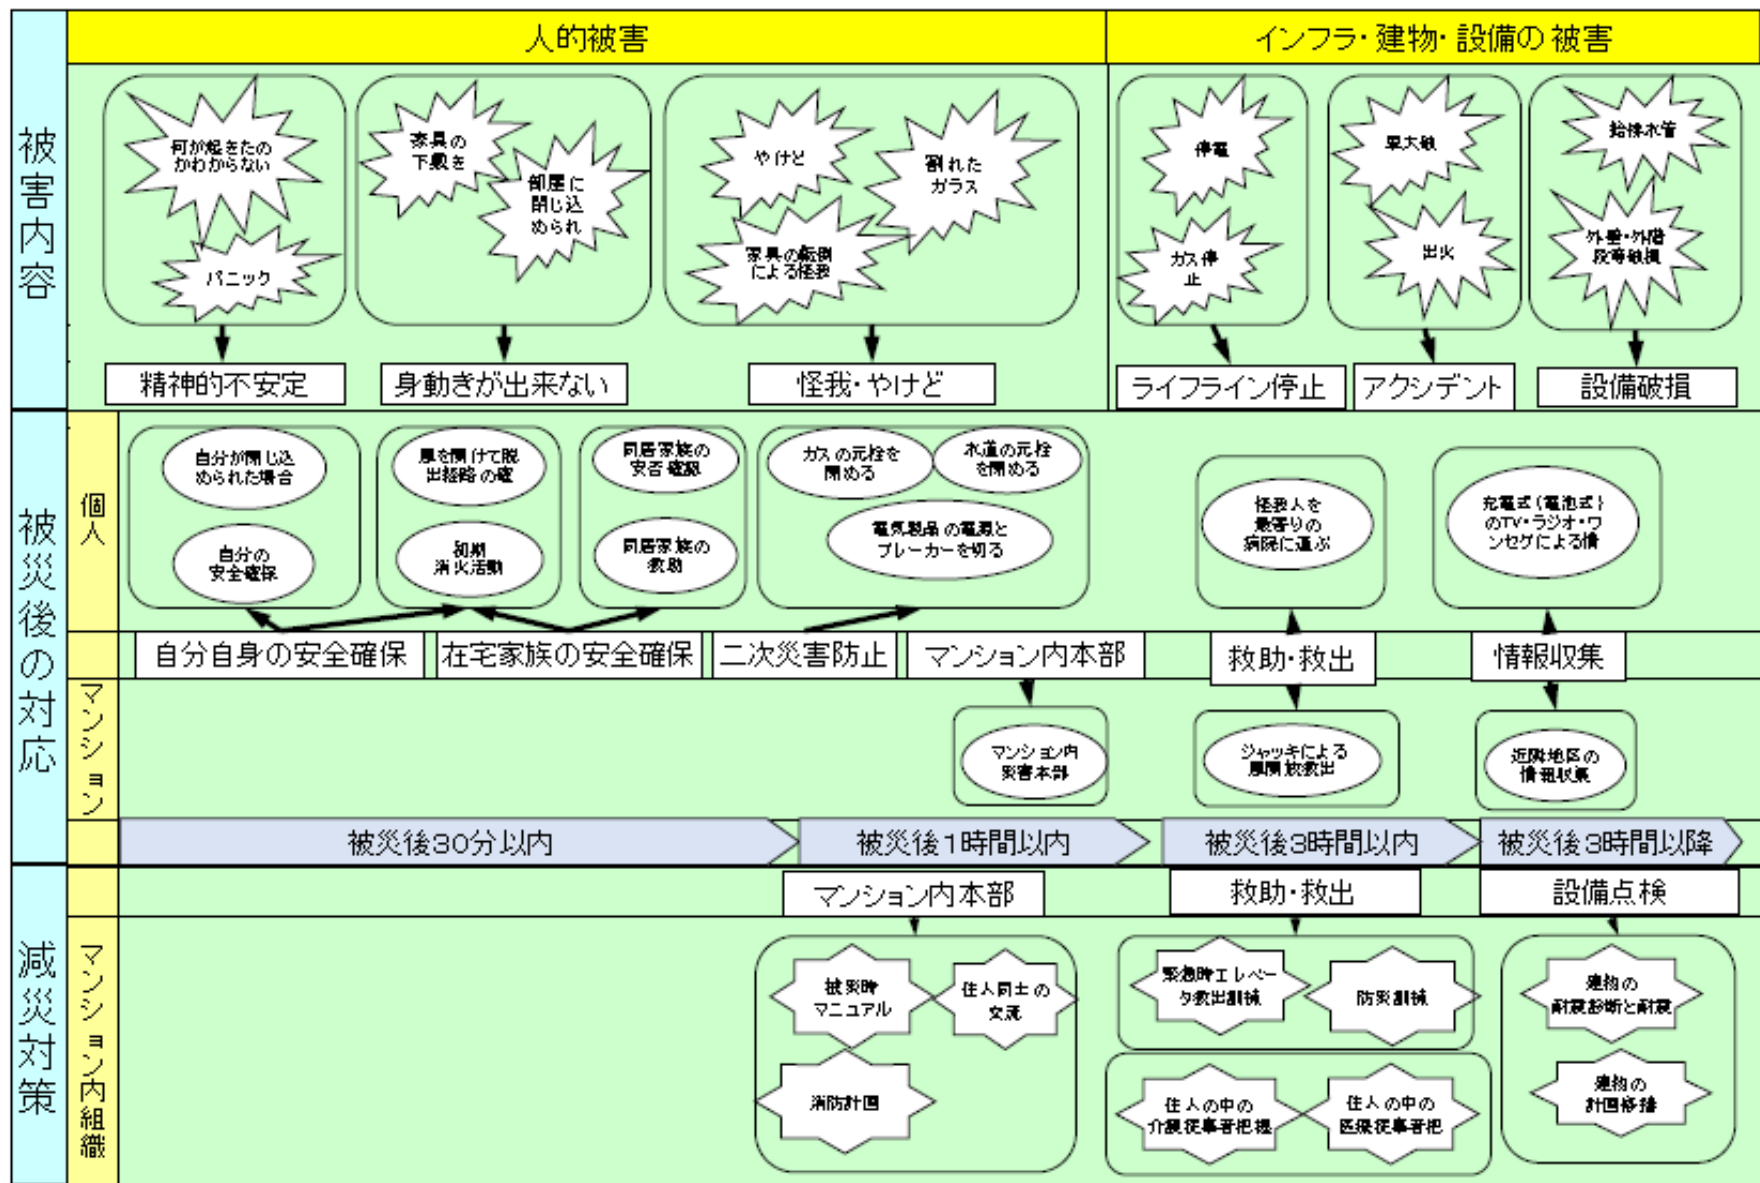 人的被害
インフラ・建物・設備の被害
被害内容
何が起きたの
かわからない
パニック
家具の
下敷き
部屋に
閉じ込
められ
やけど
割れた
ガラス
家具の転倒
による怪我
停電
ガス停
止
出火
給排水管
外壁・外階
段等破損
精神的不安定
身動きが出来ない
怪我・やけど
ライフライン停止
アクシデント
設備破損
被災後の対応
個人
自分が閉じ込
められた場合
自分の
安全確保
扉を開けて脱
出経路の確
初期
消火活動
同居家族の
安否確認
同居家族の
救助
ガスの元栓を
閉める
水道の元栓
を閉める
電気製品の電源と
ブレーカーを切る
怪我人を
最寄りの
病院に運ぶ
充電式(電池式)
のTV・ラジオ・ワ
ンセグによる情
自分自身の安全確保
在宅家族の安全確保
二次災害防止
マンション内本部
救助・救出
情報収集
マンション
マンション内
災害本部
ジャッキによる
扉開放救出
近隣地区の
情報収集
被災後30分以内
被災後1時間以内
被災後3時間以内
被災後3時間以降
減災対策
マンション内組織
マンション内本部
救助・救出
設備点検
被災時
マニュアル
住人同士の
交流
消防計画
緊急時エレベー
タ救出訓練
防災訓練
住人の中の
介護従事者把握
住人の中の
医療従事者把
建物の
耐震診断と耐震
建物の
計画修繕